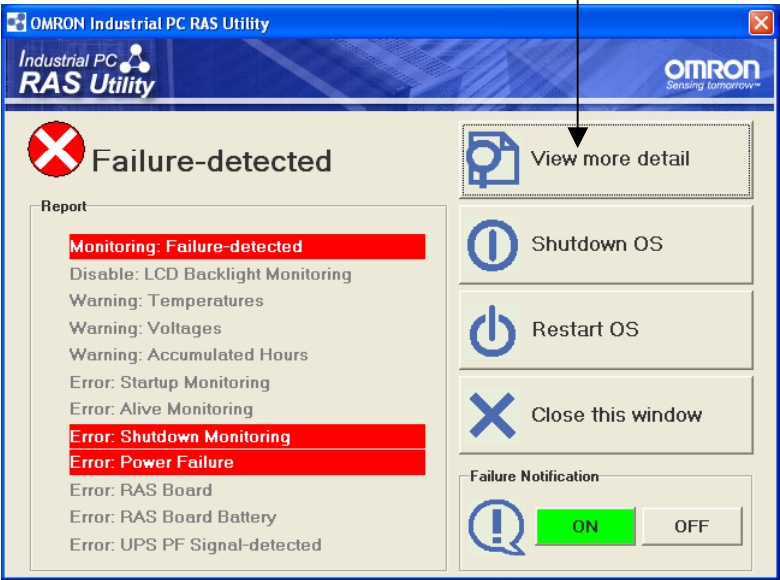 OMRON Industrial PC RAS Utility
Industrial PC
RAS Utility
OMRON
Sensing tomorrow™
Failure-detected
Report
Monitoring: Failure-detected
Disable: LCD Backlight Monitoring
Warning: Temperatures
Warning: Voltages
Warning: Accumulated Hours
Error: Startup Monitoring
Error: Alive Monitoring
Error: Shutdown Monitoring
Error: Power Failure
Error: RAS Board
Error: RAS Board Battery
Error: UPS PF Signal-detected
View more detail
Shutdown OS
Restart OS
Close this window
Failure Notification
ON
OFF